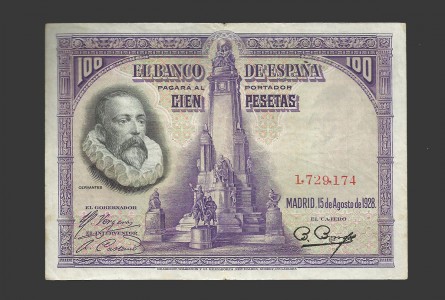 100 EL BANCO DE ESPAÑA 100
PAGARÁ AL PORTADOR
CIEN PESETAS
1,729,174
CERVANTES
MADRID, 15 de Agosto de 1928.
EL GOBERNADOR
EL CAJERO
EL INTERVENTOR